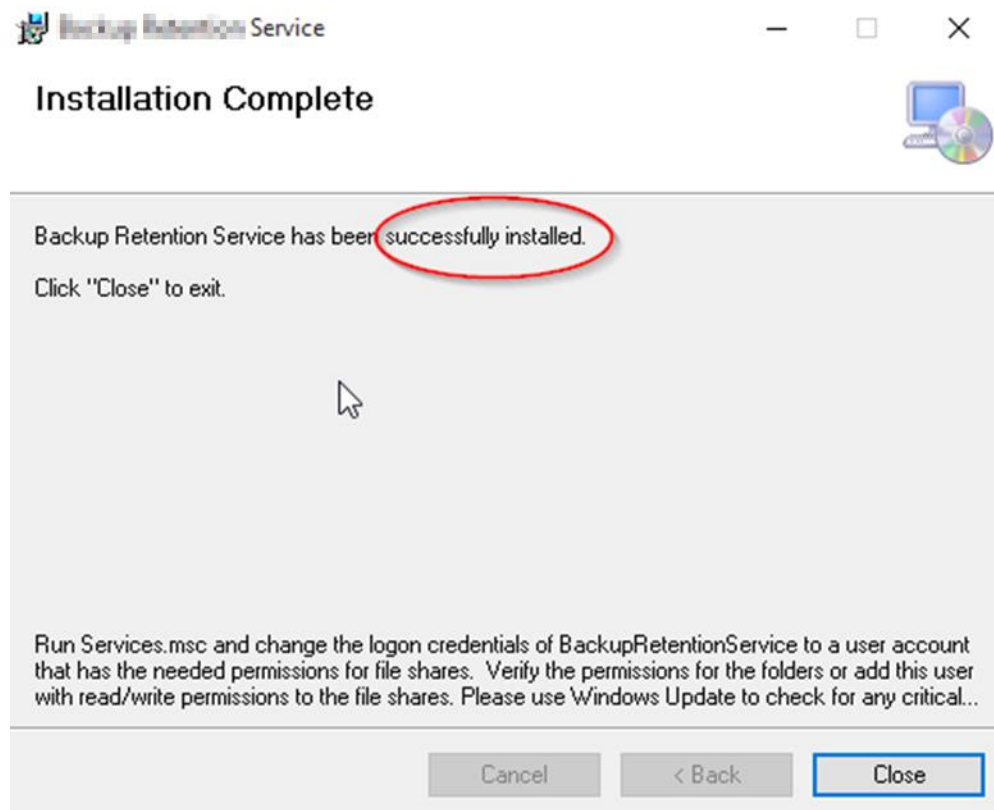 Service
Installation Complete
Backup Retention Service has been successfully installed.
Click "Close" to exit.
Run Services.msc and change the logon credentials of BackupRetentionService to a user account
that has the needed permissions for file shares. Verify the permissions for the folders or add this user
with read/write permissions to the file shares. Please use Windows Update to check for any critical...
Cancel
< Back
Close